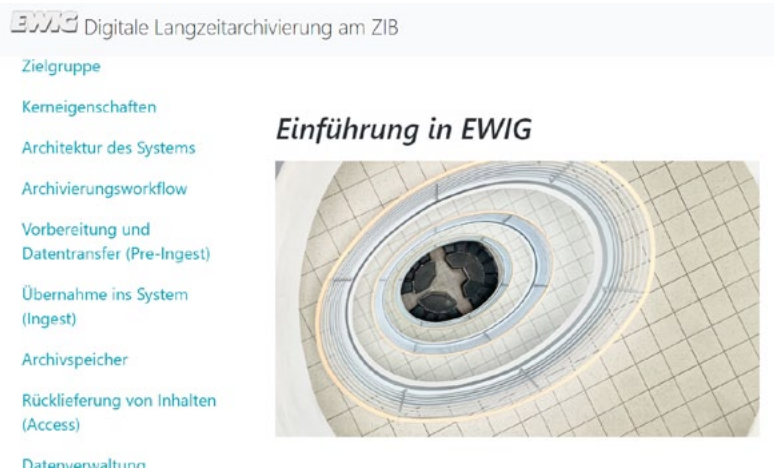 EWIG Digitale Langzeitarchivierung am ZIB
Zielgruppe
Kerneigenschaften
Architektur des Systems
Archivierungsworkflow
Vorbereitung und
Datentransfer (Pre-Ingest)
Übernahme ins System
(Ingest)
Archivspeicher
Rücklieferung von Inhalten
(Access)
Datenverwaltung
Einführung in EWIG